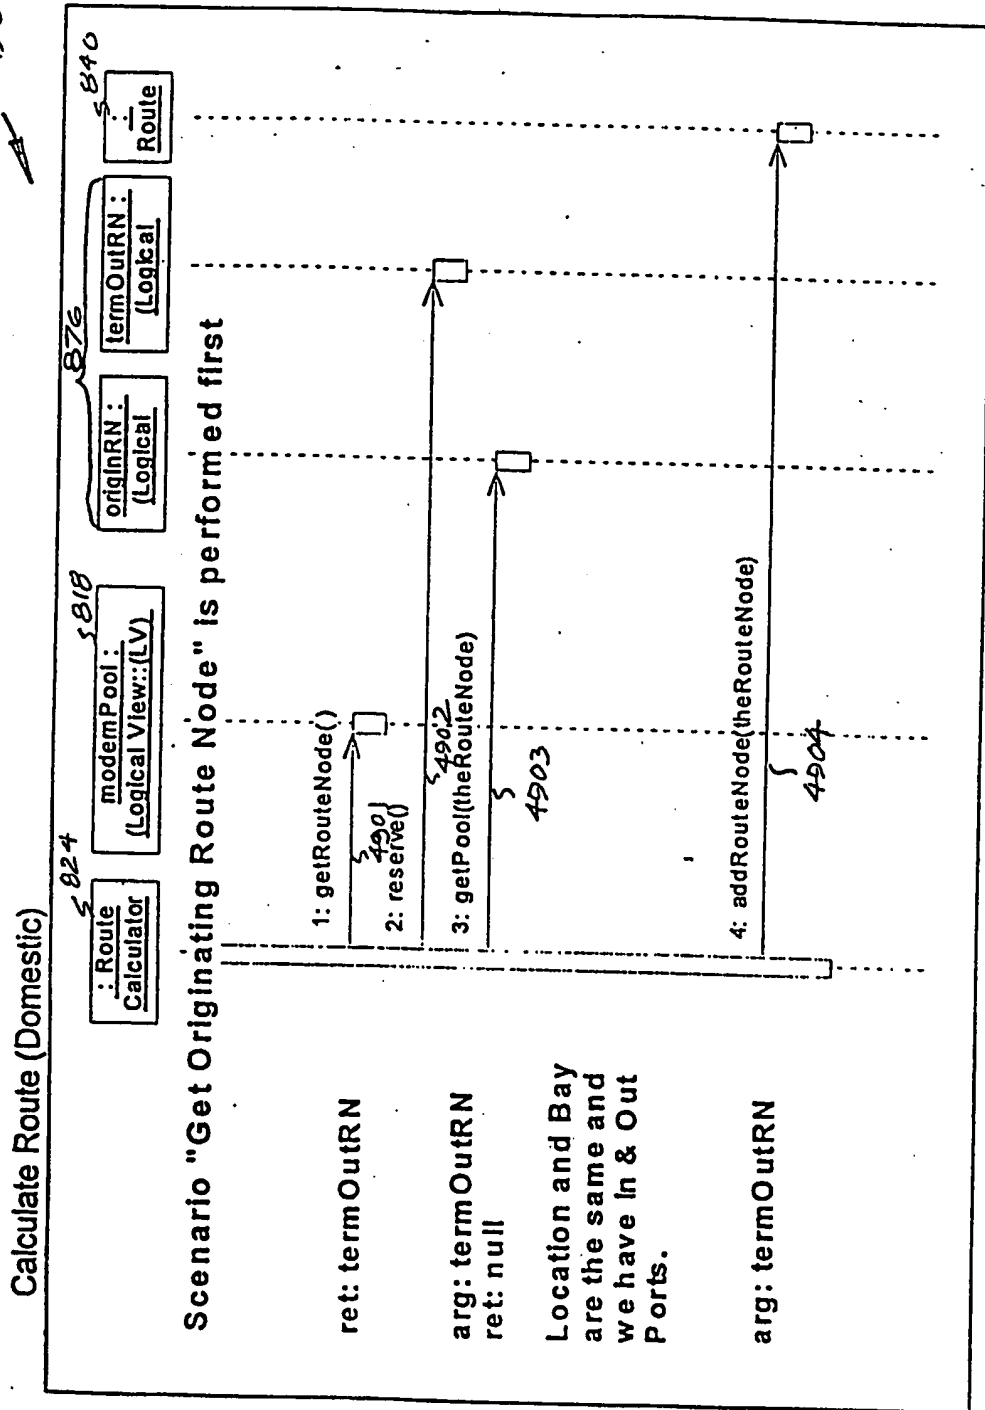 Calculate Route (Domestic)
: Route
Calculator
824
modemPool :
(Logical View::(LV)
818
originRN :
(Logical
termOutRN :
(Logical
876
:
Route
840
Scenario "Get Originating Route Node" is performed first
ret: termOutRN
1: getRouteNode()
4901
2: reserve()
4902
arg: termOutRN
ret: null
3: getPool(theRouteNode)
4903
Location and Bay
are the same and
we have In & Out
Ports.
arg: termOutRN
4: addRouteNode(theRouteNode)
4904